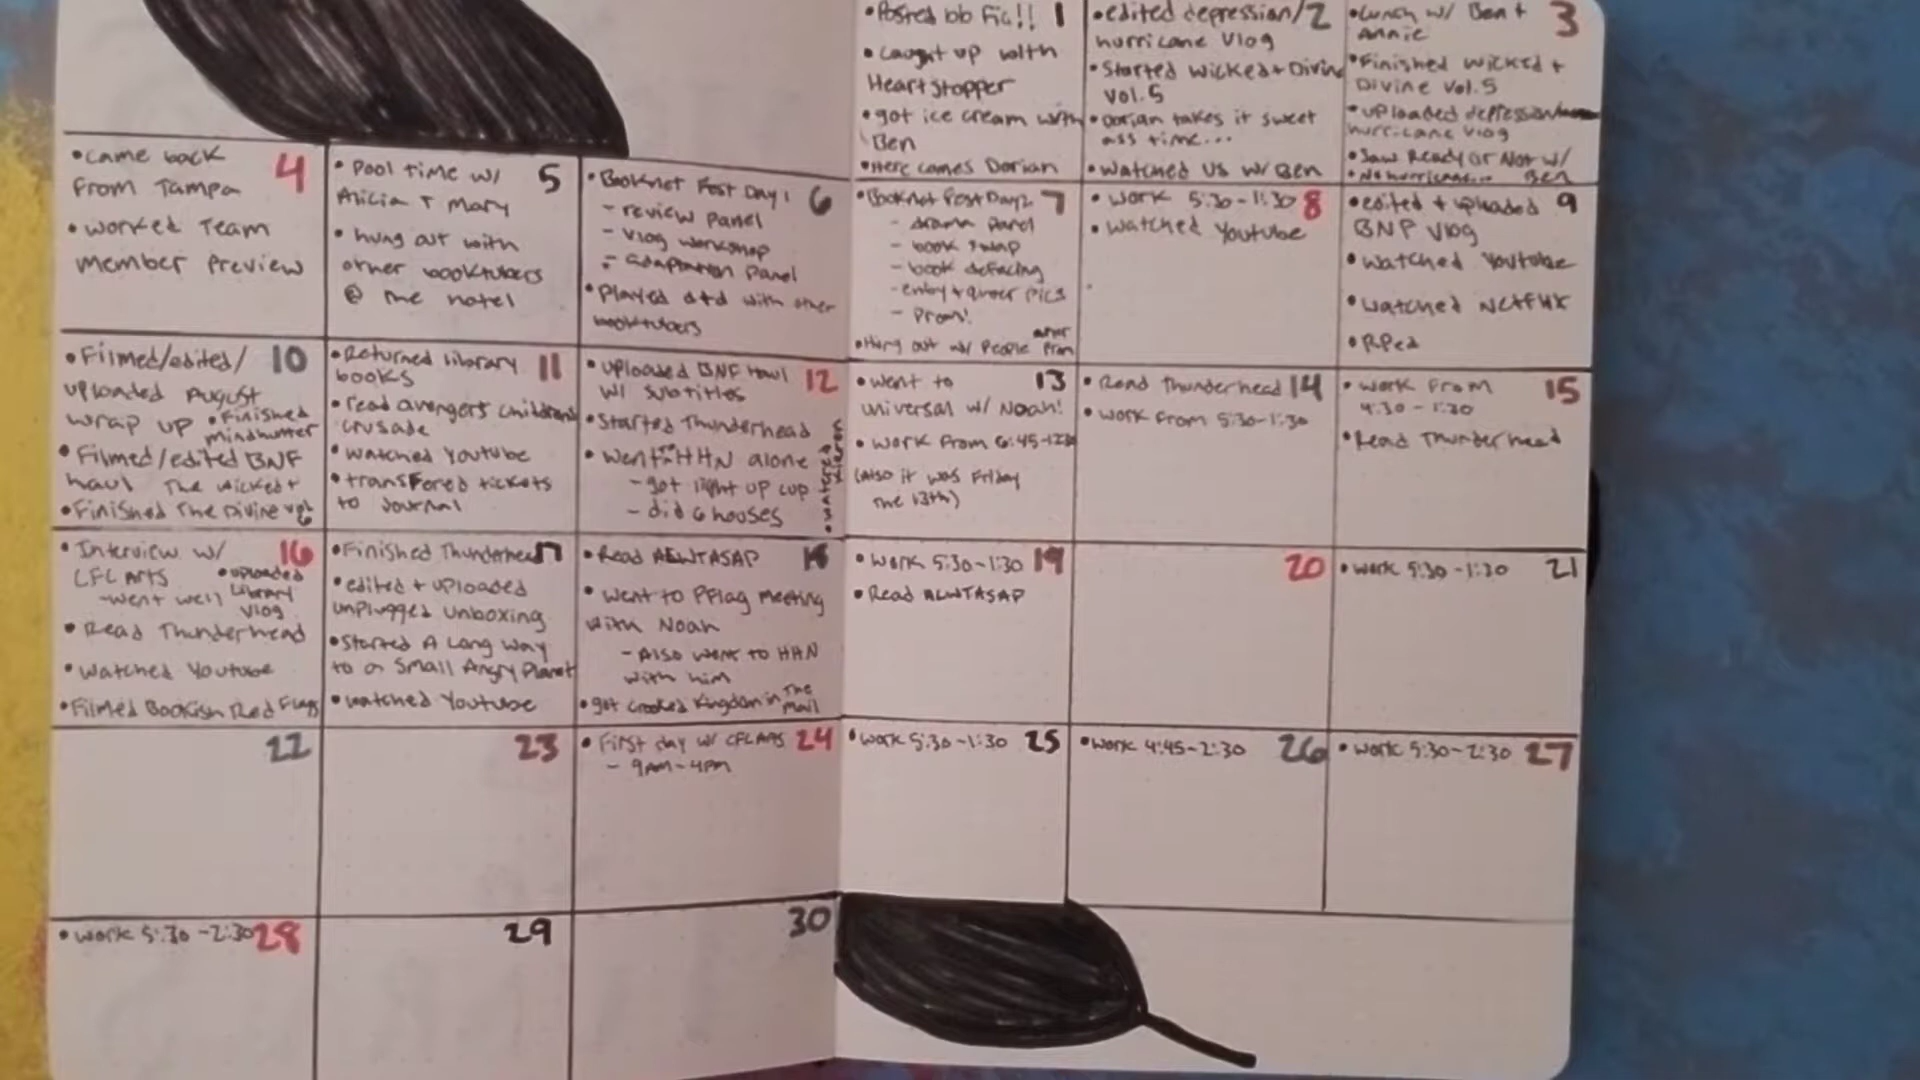 • Posted bb Fic!! 1
• Caught up with
Heartstopper
• got ice cream with
Ben
• Here comes Dorian
• edited depression/ 2
hurricane vlog
• Started Wicked + Divine
Vol. 5
• Dorian takes it sweet
ass time...
• Watched Us w/ Ben
• Lunch w/ Ben + 3
Annie
• Finished Wicked +
Divine Vol. 5
• uploaded depression/
hurricane vlog
• Saw Ready or Not w/
Ben
• No hurricane...
• Came back 4
From Tampa
• worked Team
member Preview
• Pool time w/ 5
Alicia + Mary
• hung out with
other booktubers
@ the hotel
• Booknet Fest Day 1 6
- review panel
- vlog workshop
- adaptation panel
• Played d+d with other
booktubers
• Booknet Fest Day 2 7
- drama panel
- book swap
- book defacing
- enby + queer pics
- Prom!
• Hung out w/ People after
Prom
• work 5:30-1:30 8
• watched Youtube
• edited + uploaded 9
BNF vlog
• watched Youtube
• watched Netflix
• RPed
• Filmed/edited/ 10
uploaded August
wrap up • Finished
mindhunter
• Filmed/edited BNF
haul
• Finished The Wicked +
The Divine vol
6
• Returned library 11
books
• read avengers childrens
crusade
• watched Youtube
• transfered tickets
to journal
• uploaded BNF Haul 12
w/ subtitles
• Started Thunderhead
• went to HHN alone
- got light up cup
- did 6 houses
• watered
• went to 13
universal w/ Noah!
• work from 6:45-
(also it was Friday
the 13th)
• Read Thunderhead 14
• work from 5:30-1:30
• work from 15
4:30-1:30
• Read Thunderhead
• Interview w/ 16
CFC Arts
- went well
• uploaded
Library
vlog
• Read Thunderhead
• watched Youtube
• Filmed Bookish Red Flags
• Finished Thunderhead 17
• edited + uploaded
unplugged unboxing
• Started A Long Way
to a Small Angry Planet
• watched Youtube
• Read ALWTASAP 18
• went to PFlag meeting
with Noah
- Also went to HHN
with him
• got Crooked Kingdom in The
mail
• work 5:30-1:30 19
• Read ALWTASAP
20
• work 5:30-1:30 21
22
23
• First day w/ CFC Arts 24
- 9AM-4PM
• work 5:30-1:30 25
• work 4:45-2:30 26
• work 5:30-2:30 27
• work 5:30-2:30 28
29
30